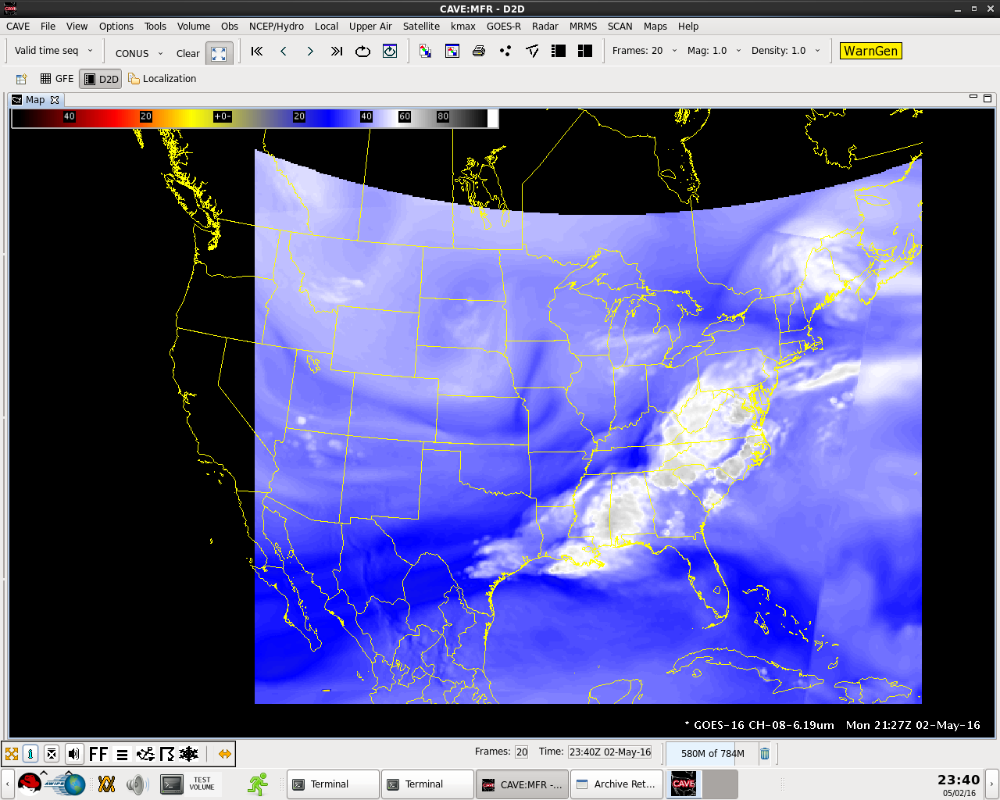 CAVE:MFR - D2D
CAVE File View Options Tools Volume Obs NCEP/Hydro Local Upper Air Satellite kmax GOES-R Radar MRMS SCAN Maps Help
Valid time seq CONUS Clear Frames: 20 Mag: 1.0 Density: 1.0 WarnGen
GFE D2D Localization
Map
40 20 +0- 20 40 60 80
* GOES-16 CH-08-6.19um Mon 21:27Z 02-May-16
FF Frames: 20 Time: 23:40Z 02-May-16 580M of 784M
AWIPS TEST VOLUME Terminal Terminal CAVE:MFR -... Archive Ret... CAVE 23:40
05/02/16